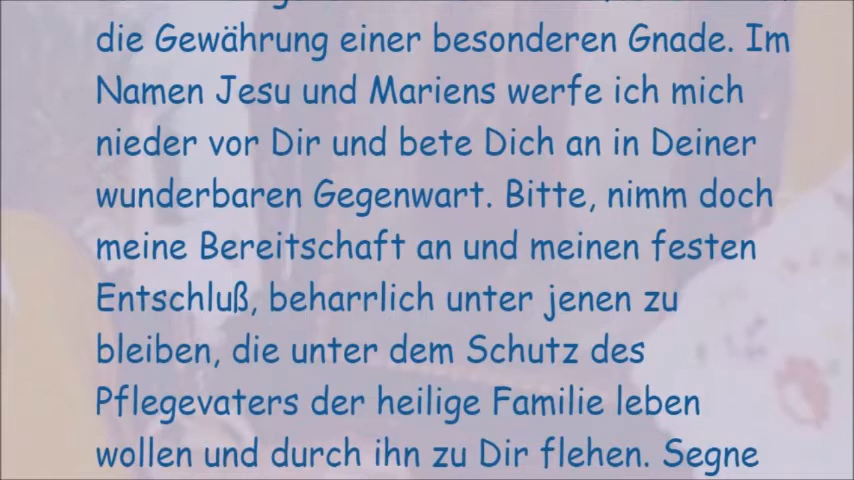 die Gewährung einer besonderen Gnade. Im
Namen Jesu und Mariens werfe ich mich
nieder vor Dir und bete Dich an in Deiner
wunderbaren Gegenwart. Bitte, nimm doch
meine Bereitschaft an und meinen festen
Entschluß, beharrlich unter jenen zu
bleiben, die unter dem Schutz des
Pflegevaters der heilige Familie leben
wollen und durch ihn zu Dir flehen. Segne